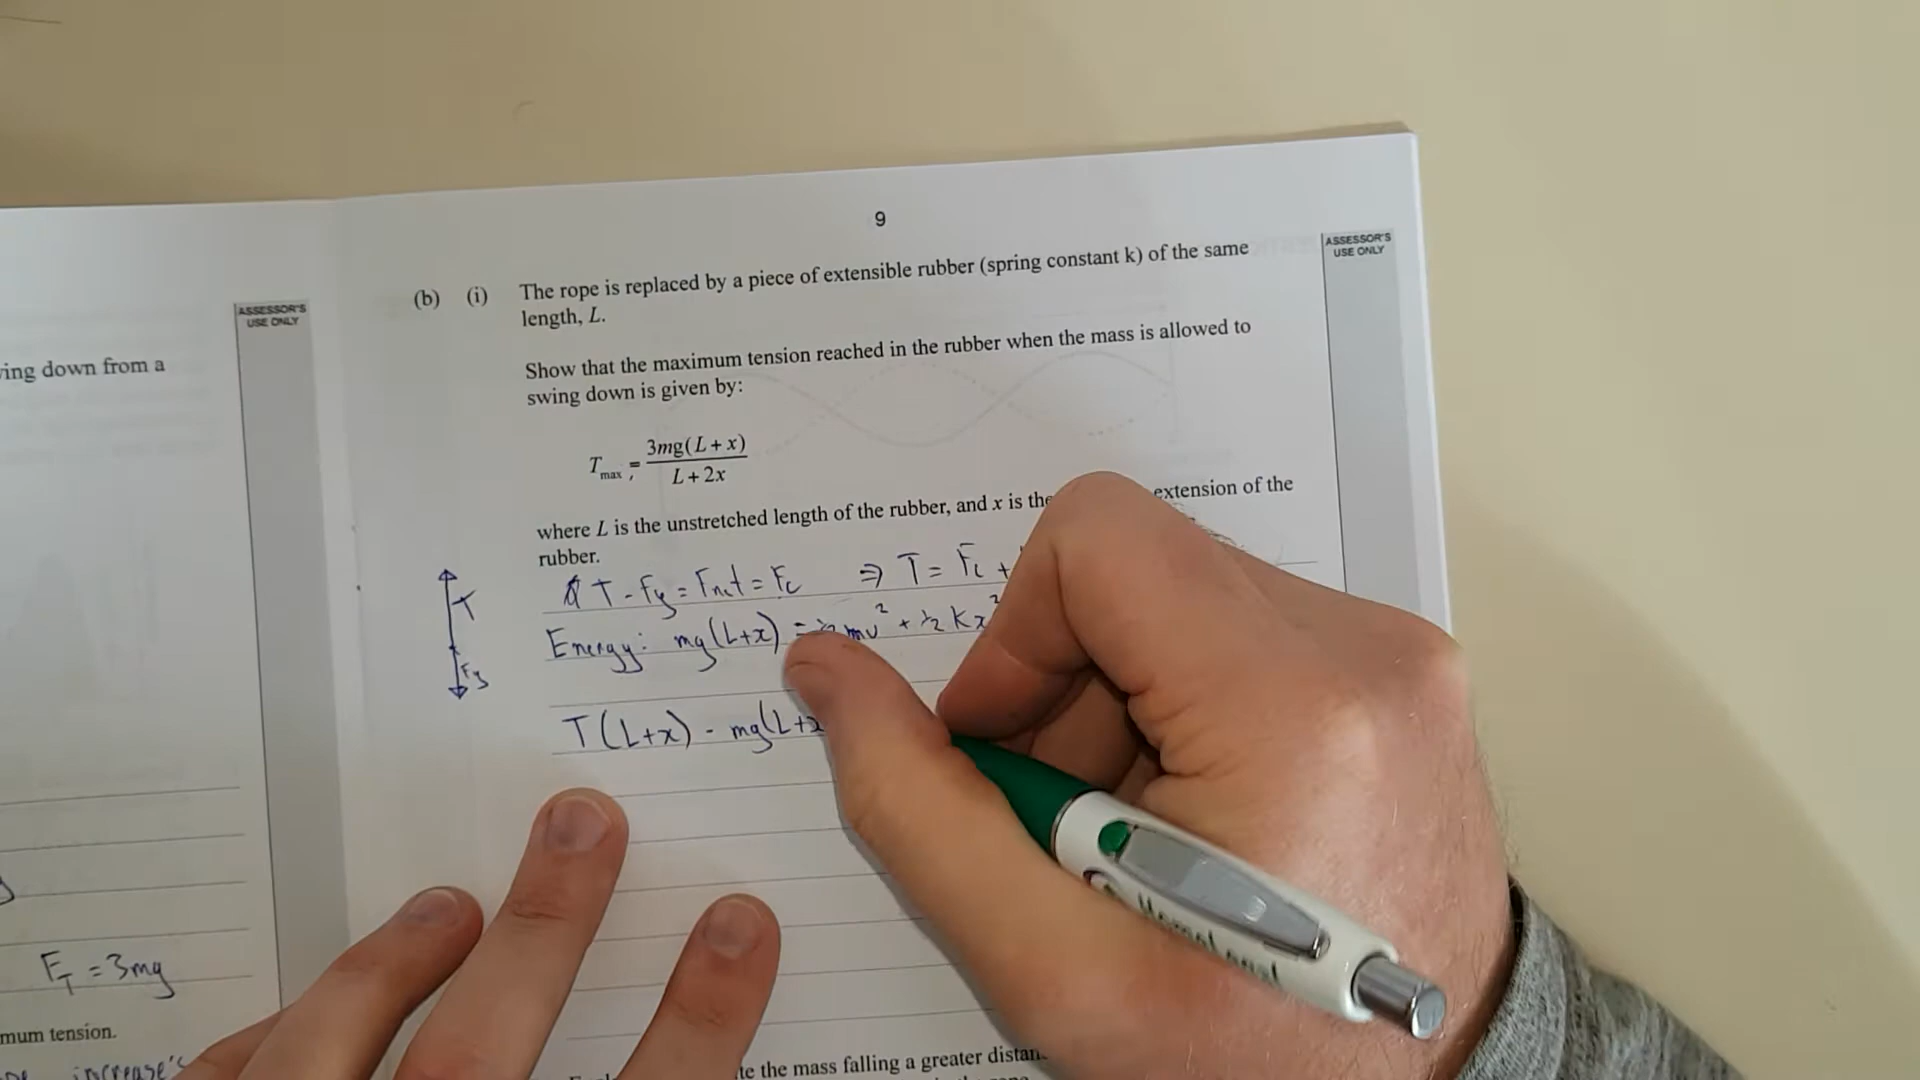 ASSESSOR'S
USE ONLY
ing down from a
F_T = 3mg
mum tension.
increase's
9
ASSESSOR'S
USE ONLY
(b) (i) The rope is replaced by a piece of extensible rubber (spring constant k) of the same
length, L.
Show that the maximum tension reached in the rubber when the mass is allowed to
swing down is given by:
T_max, = 3mg(L + x) / L + 2x
where L is the unstretched length of the rubber, and x is the extension of the
rubber.
T
Fg
T - Fg = Fnet = Fc ⇒ T = Fc +
Energy: mg(L+x) = ½mv² + ½kx²
T(L+x) - mg(L+x
te the mass falling a greater distan